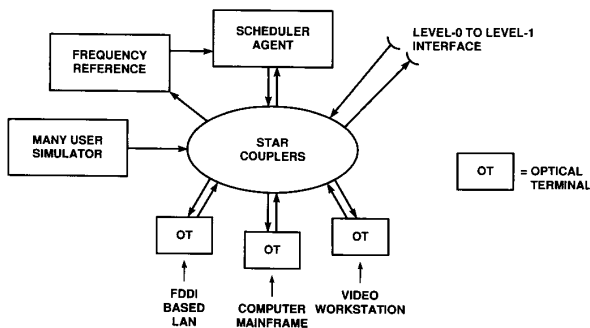 SCHEDULER
AGENT
FREQUENCY
REFERENCE
LEVEL-0 TO LEVEL-1
INTERFACE
MANY USER
SIMULATOR
STAR
COUPLERS
OT
= OPTICAL
TERMINAL
OT
OT
OT
FDDI
BASED
LAN
COMPUTER
MAINFRAME
VIDEO
WORKSTATION